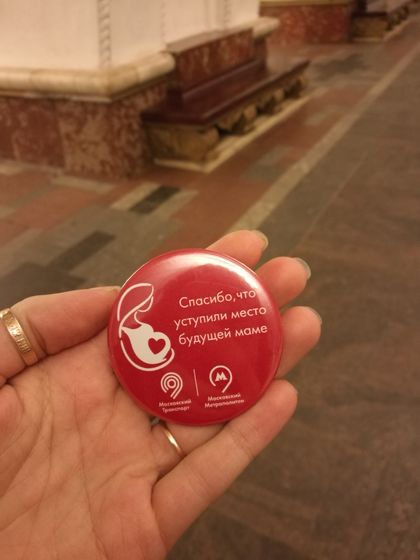 Спасибо, что
уступили место
будущей маме
Московский
Транспорт
М
Московский
Метрополитен